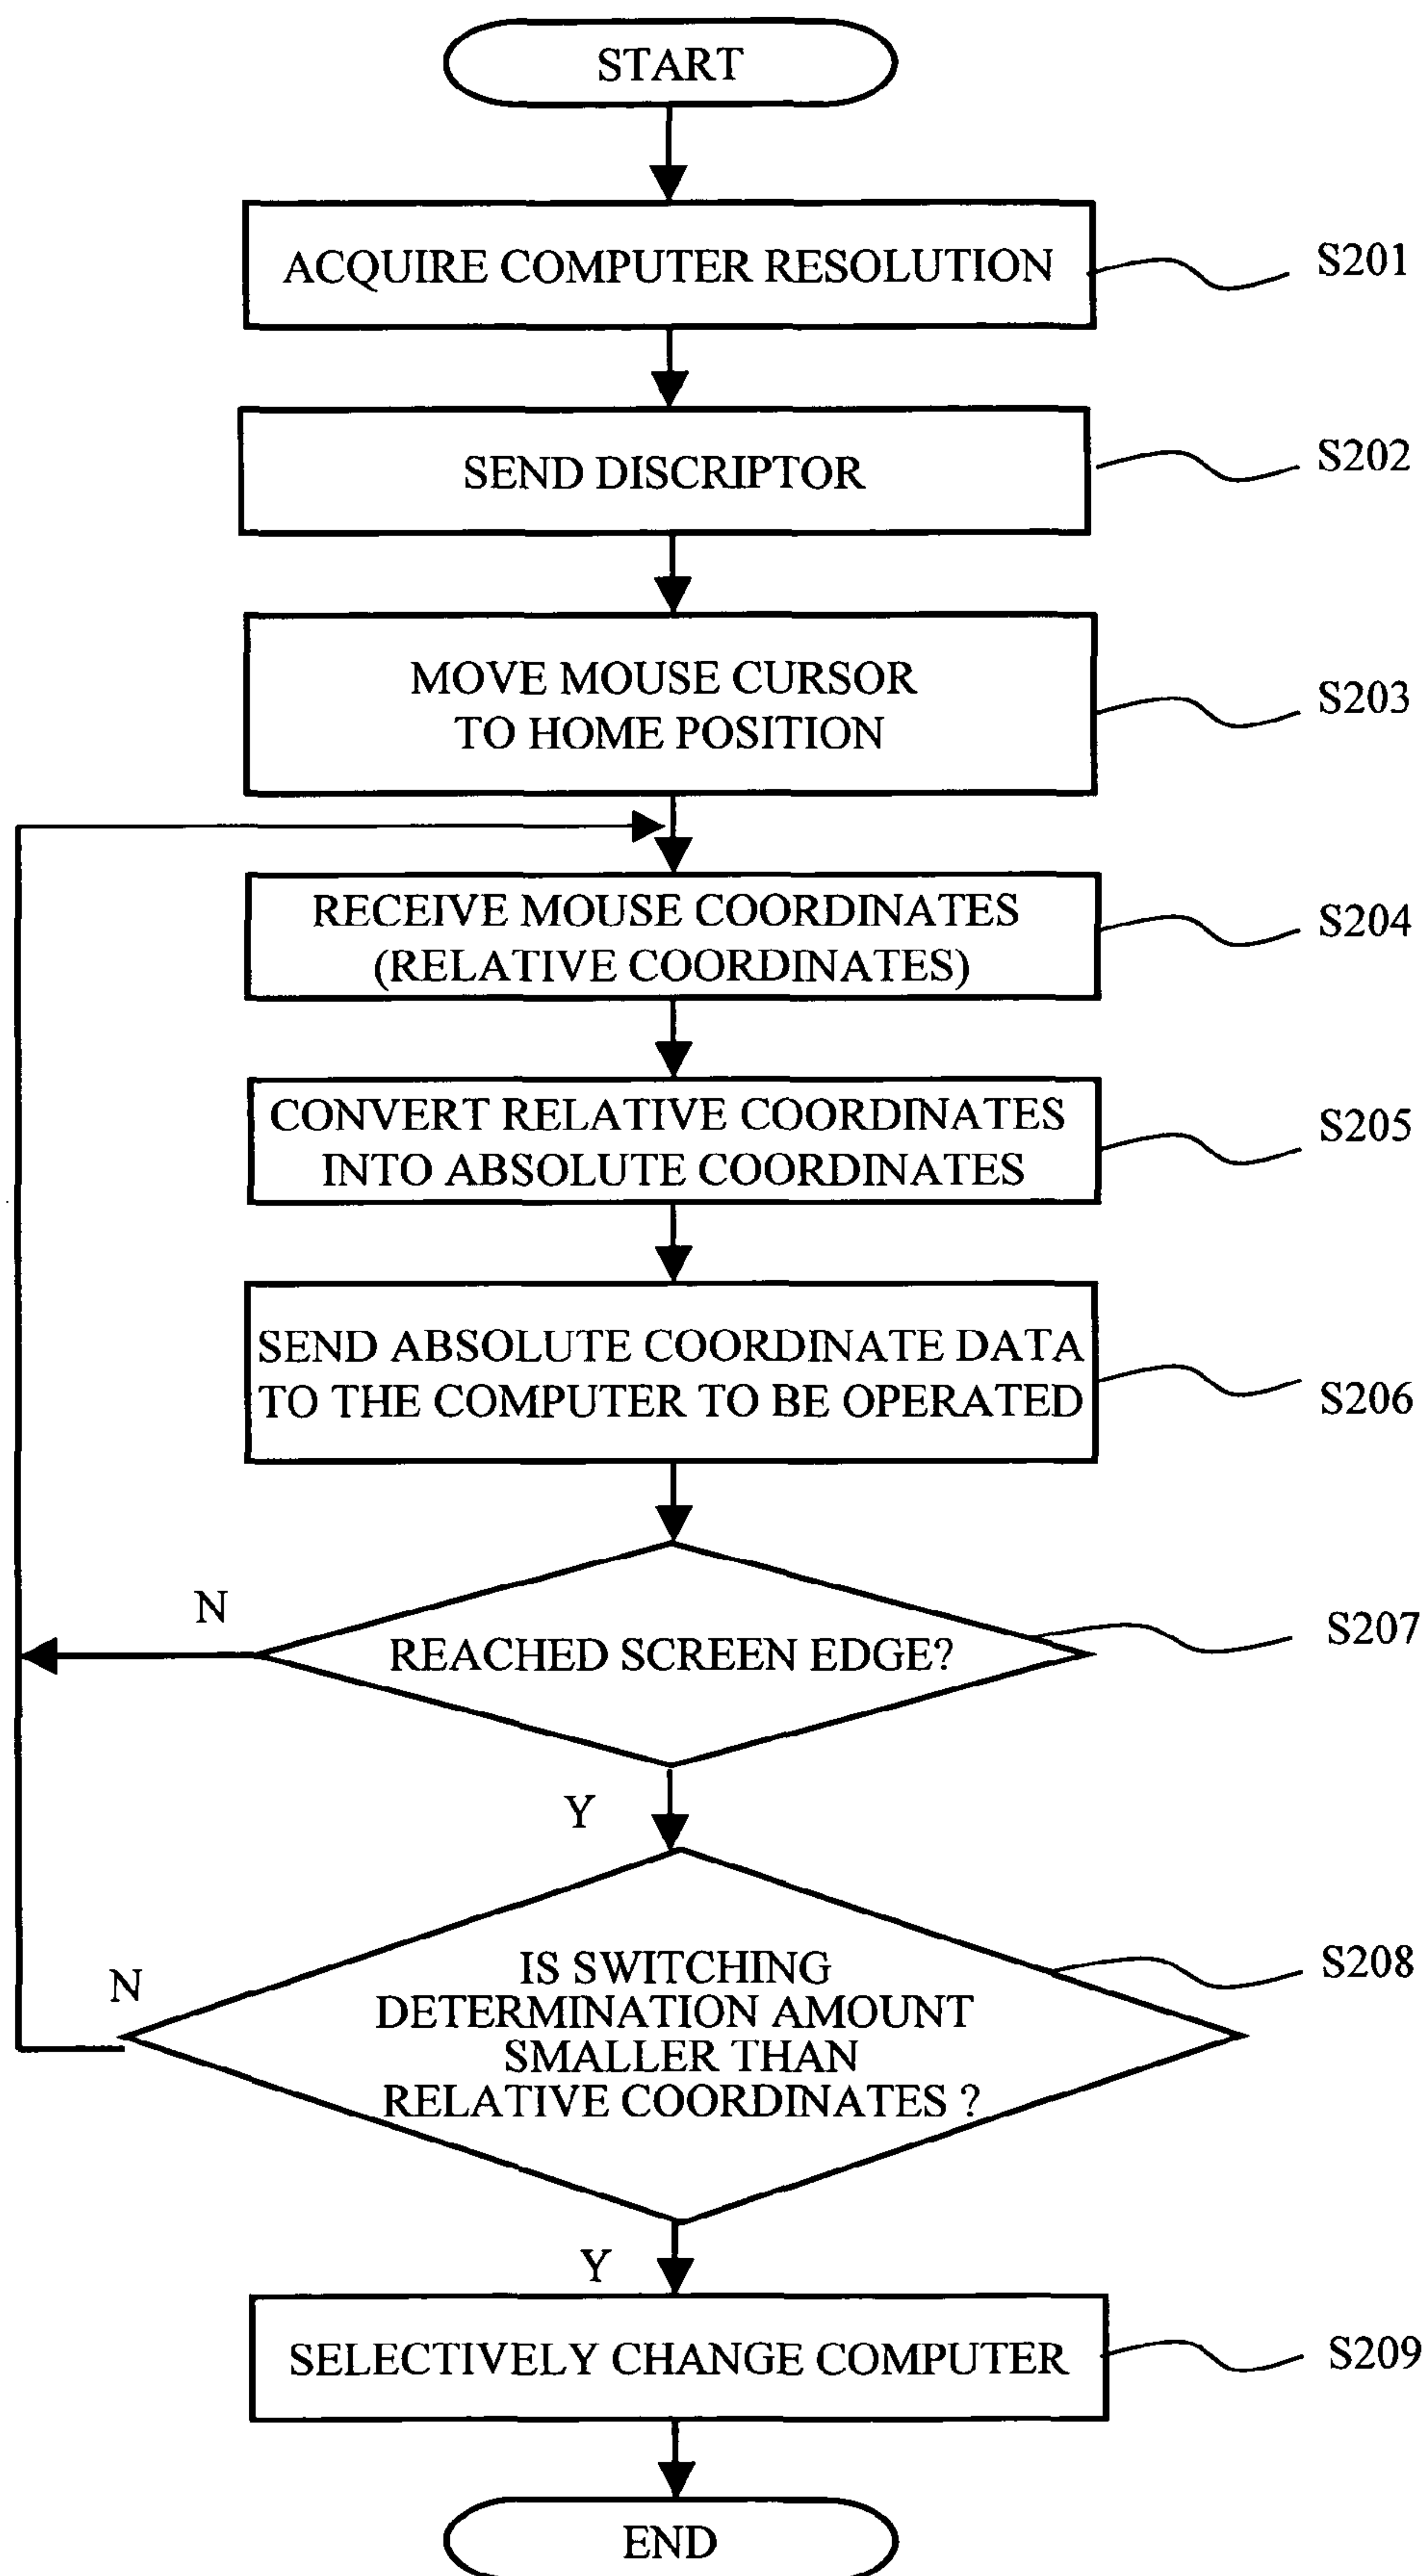 START
ACQUIRE COMPUTER RESOLUTION
S201
SEND DISCRIPTOR
S202
MOVE MOUSE CURSOR
TO HOME POSITION
S203
RECEIVE MOUSE COORDINATES
(RELATIVE COORDINATES)
S204
CONVERT RELATIVE COORDINATES
INTO ABSOLUTE COORDINATES
S205
SEND ABSOLUTE COORDINATE DATA
TO THE COMPUTER TO BE OPERATED
S206
N
REACHED SCREEN EDGE?
S207
Y
N
IS SWITCHING
DETERMINATION AMOUNT
SMALLER THAN
RELATIVE COORDINATES ?
S208
Y
SELECTIVELY CHANGE COMPUTER
S209
END